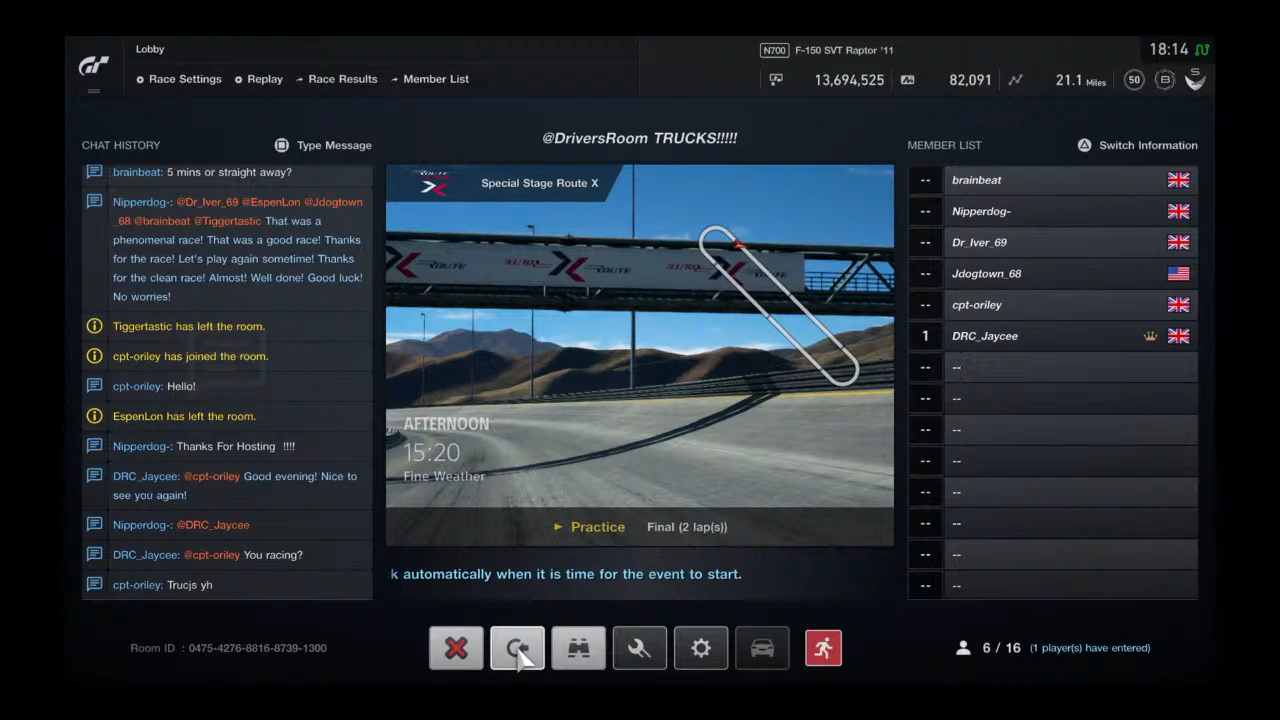 Lobby
N700 F-150 SVT Raptor '11
18:14
Race Settings Replay Race Results Member List
13,694,525 82,091 21.1 Miles 50 B S
@DriversRoom TRUCKS!!!!!
CHAT HISTORY Type Message
brainbeat: 5 mins or straight away?
Nipperdog-: @Dr_Iver_69 @EspenLon @Jdogtown
_68 @brainbeat @Tiggertastic That was a
phenomenal race! That was a good race! Thanks
for the race! Let's play again sometime! Thanks
for the clean race! Almost! Well done! Good luck!
No worries!
Tiggertastic has left the room.
cpt-oriley has joined the room.
cpt-oriley: Hello!
EspenLon has left the room.
Nipperdog-: Thanks For Hosting !!!!
DRC_Jaycee: @cpt-oriley Good evening! Nice to
see you again!
Nipperdog-: @DRC_Jaycee
DRC_Jaycee: @cpt-oriley You racing?
cpt-oriley: Trucjs yh
Special Stage Route X
ROUTE
AFTERNOON
15:20
Fine Weather
Practice Final (2 lap(s))
k automatically when it is time for the event to start.
MEMBER LIST Switch Information
-- brainbeat
-- Nipperdog-
-- Dr_Iver_69
-- Jdogtown_68
-- cpt-oriley
1 DRC_Jaycee
-- --
-- --
-- --
-- --
-- --
-- --
-- --
-- --
Room ID : 0475-4276-8816-8739-1300
6 / 16 (1 player(s) have entered)